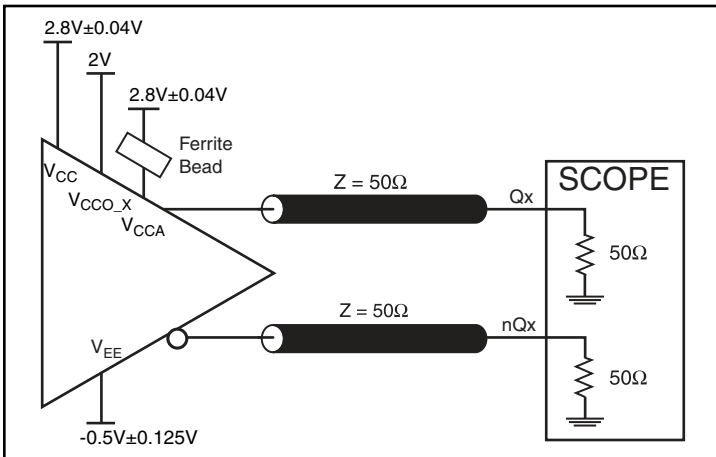 2.8V±0.04V
2V
2.8V±0.04V
Ferrite
Bead
VCC
VCCO_X
VCCA
Z = 50Ω
Qx
SCOPE
50Ω
Z = 50Ω
nQx
50Ω
VEE
-0.5V±0.125V